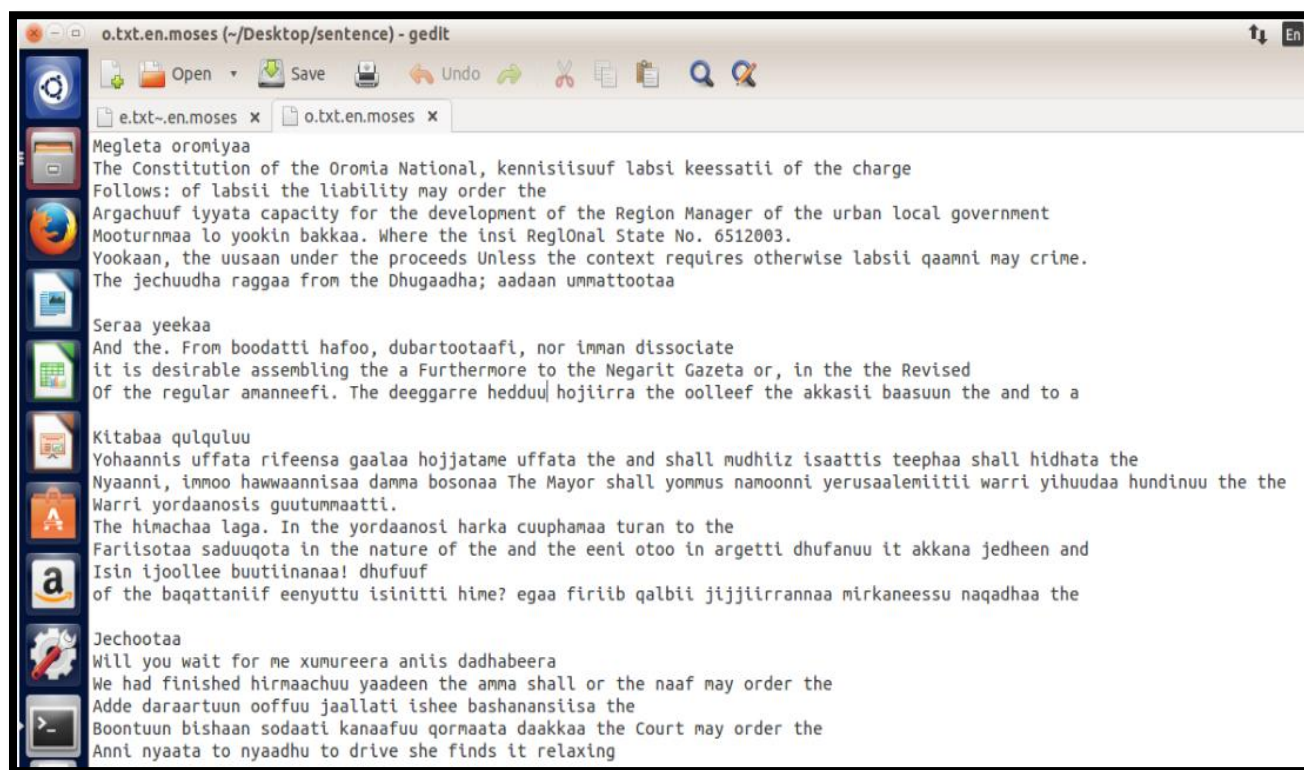 o.txt.en.moses (~/Desktop/sentence) - gedit
En
Open Save Undo
e.txt~.en.moses x o.txt.en.moses x
Megleta oromiyaa
The Constitution of the Oromia National, kennisiisuuf labsi keessatii of the charge
Follows: of labsii the liability may order the
Argachuuf iyyata capacity for the development of the Region Manager of the urban local government
Mooturnmaa lo yookin bakkaa. Where the insi ReglOnal State No. 6512003.
Yookaan, the uusaan under the proceeds Unless the context requires otherwise labsii qaamni may crime.
The jechuudha raggaa from the Dhugaadha; aadaan ummattootaa
Seraa yeekaa
And the. From boodatti hafoo, dubartootaafi, nor imman dissociate
it is desirable assembling the a Furthermore to the Negarit Gazeta or, in the the Revised
Of the regular amanneefi. The deeggarre hedduu hojiirra the oolleef the akkasii baasuun the and to a
Kitabaa qulquluu
Yohaannis uffata rifeensa gaalaa hojjatame uffata the and shall mudhiiz isaattis teephaa shall hidhata the
Nyaanni, immoo hawwaannisaa damma bosonaa The Mayor shall yommus namoonni yerusaalemiitii warri yihuudaa hundinuu the the
Warri yordaanosis guutummaatti.
The himachaa laga. In the yordaanosi harka cuuphamaa turan to the
Fariisotaa saduuqota in the nature of the and the eeni otoo in argetti dhufanuu it akkana jedheen and
Isin ijoollee buutiinanaa! dhufuuf
of the baqattaniif eenyuttu isinitti hime? egaa firiib qalbii jijjiirrannaa mirkaneessu naqadhaa the
Jechootaa
Will you wait for me xumureera aniis dadhabeera
We had finished hirmaachuu yaadeen the amma shall or the naaf may order the
Adde daraartuun ooffuu jaallati ishee bashanansiisa the
Boontuun bishaan sodaati kanaafuu qormaata daakkaa the Court may order the
Anni nyaata to nyaadhu to drive she finds it relaxing